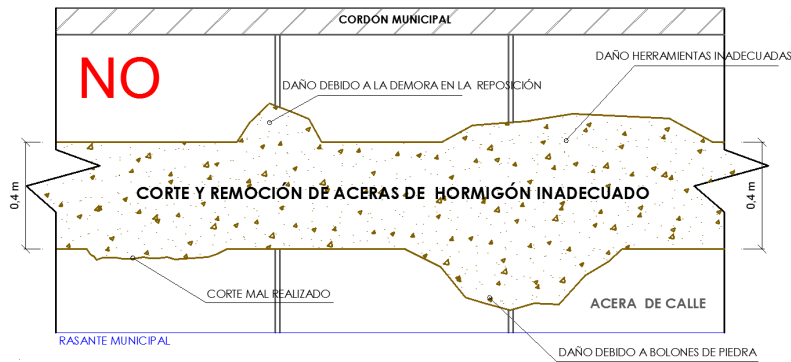 CORDÓN MUNICIPAL
NO
DAÑO HERRAMIENTAS INADECUADAS
DAÑO DEBIDO A LA DEMORA EN LA REPOSICIÓN
0,4 m
CORTE Y REMOCIÓN DE ACERAS DE HORMIGÓN INADECUADO
0,4 m
CORTE MAL REALIZADO
ACERA DE CALLE
RASANTE MUNICIPAL
DAÑO DEBIDO A BOLONES DE PIEDRA